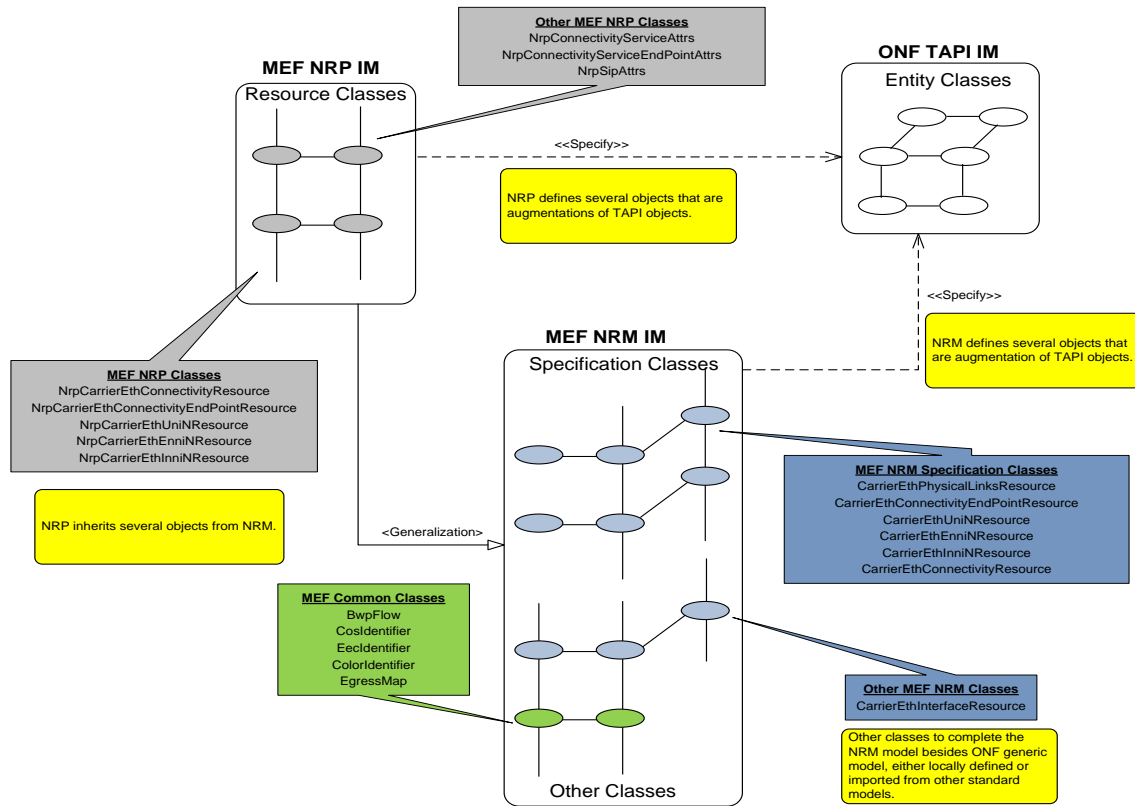 Other MEF NRP Classes
NrpConnectivityServiceAttrs
NrpConnectivityServiceEndPointAttrs
NrpSipAttrs
MEF NRP IM
Resource Classes
ONF TAPI IM
Entity Classes
<<Specify>>
NRP defines several objects that are
augmentations of TAPI objects.
<<Specify>>
NRM defines several objects that
are augmentation of TAPI objects.
MEF NRP Classes
NrpCarrierEthConnectivityResource
NrpCarrierEthConnectivityEndPointResource
NrpCarrierEthUniNResource
NrpCarrierEthEnniNResource
NrpCarrierEthInniNResource
NRP inherits several objects from NRM.
<Generalization>
MEF NRM IM
Specification Classes
MEF NRM Specification Classes
CarrierEthPhysicalLinksResource
CarrierEthConnectivityEndPointResource
CarrierEthUniNResource
CarrierEthEnniNResource
CarrierEthInniNResource
CarrierEthConnectivityResource
MEF Common Classes
BwpFlow
CosIdentifier
EecIdentifier
ColorIdentifier
EgressMap
Other MEF NRM Classes
CarrierEthInterfaceResource
Other classes to complete the
NRM model besides ONF generic
model, either locally defined or
imported from other standard
models.
Other Classes